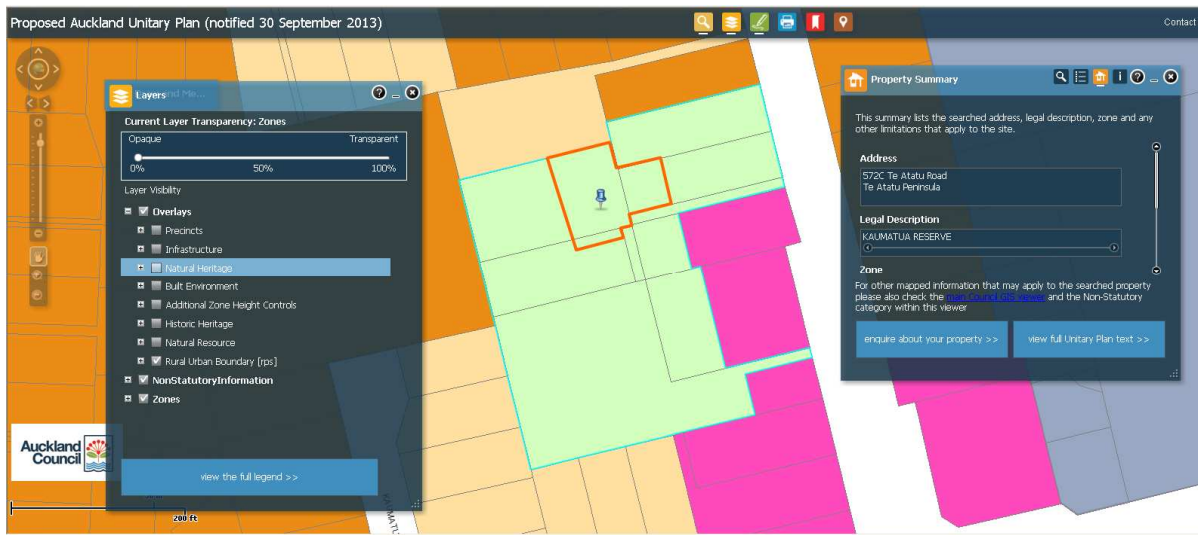 Proposed Auckland Unitary Plan (notified 30 September 2013)
Contact
Layers
Current Layer Transparency: Zones
Opaque Transparent
0% 50% 100%
Layer Visibility
Overlays
Precincts
Infrastructure
Natural Heritage
Built Environment
Additional Zone Height Controls
Historic Heritage
Natural Resource
Rural Urban Boundary [rps]
NonStatutoryInformation
Zones
view the full legend >>
Auckland
Council
200 ft
Property Summary
This summary lists the searched address, legal description, zone and any
other limitations that apply to the site.
Address
572C Te Atatu Road
Te Atatu Peninsula
Legal Description
KAUMATUA RESERVE
Zone
For other mapped information that may apply to the searched property
please also check the main Council GIS viewer and the Non-Statutory
category within this viewer
enquire about your property >>
view full Unitary Plan text >>